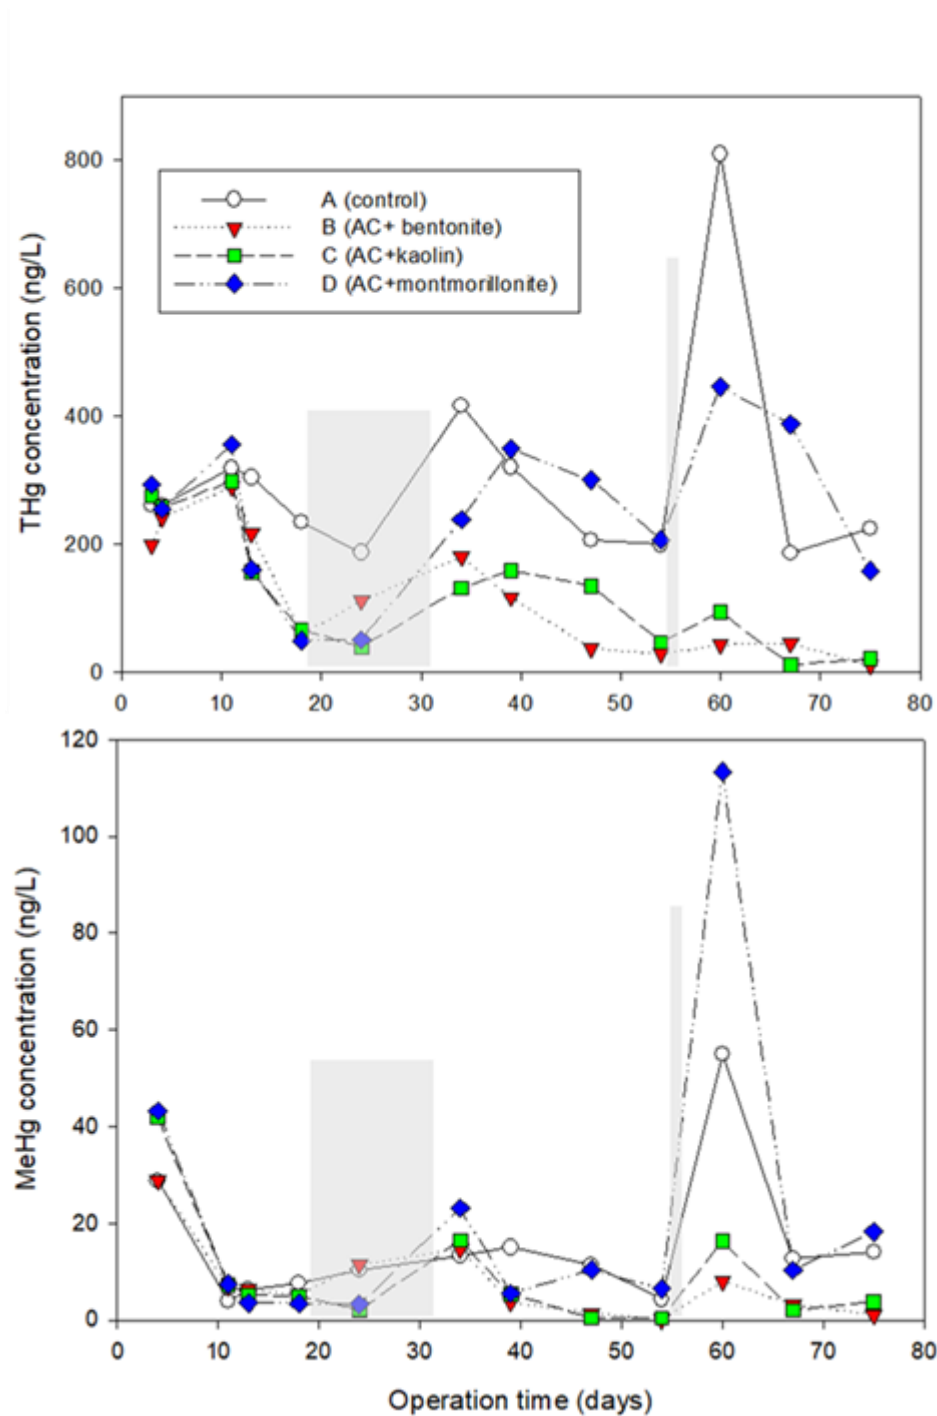 800
600
400
200
0
THg concentration (ng/L)
A (control)
B (AC+ bentonite)
C (AC+kaolin)
D (AC+montmorillonite)
0 10 20 30 40 50 60 70 80
120
100
80
60
40
20
0
MeHg concentration (ng/L)
0 10 20 30 40 50 60 70 80
Operation time (days)